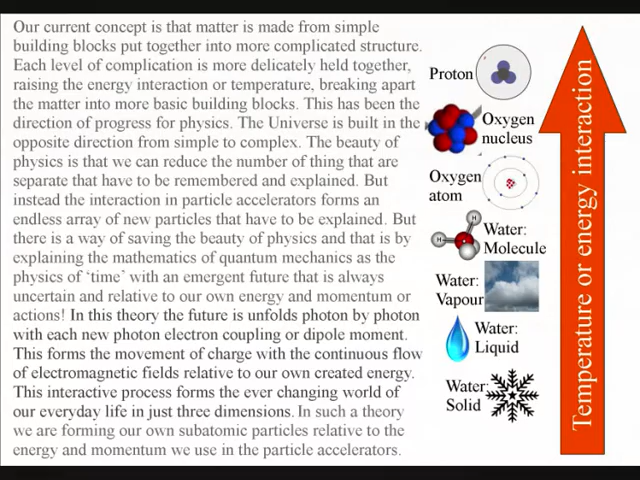 Our current concept is that matter is made from simple
building blocks put together into more complicated structure.
Each level of complication is more delicately held together,
raising the energy interaction or temperature, breaking apart
the matter into more basic building blocks. This has been the
direction of progress for physics. The Universe is built in the
opposite direction from simple to complex. The beauty of
physics is that we can reduce the number of thing that are
separate that have to be remembered and explained. But
instead the interaction in particle accelerators forms an
endless array of new particles that have to be explained. But
there is a way of saving the beauty of physics and that is by
explaining the mathematics of quantum mechanics as the
physics of ‘time’ with an emergent future that is always
uncertain and relative to our own energy and momentum or
actions! In this theory the future is unfolds photon by photon
with each new photon electron coupling or dipole moment.
This forms the movement of charge with the continuous flow
of electromagnetic fields relative to our own created energy.
This interactive process forms the ever changing world of
our everyday life in just three dimensions. In such a theory
we are forming our own subatomic particles relative to the
energy and momentum we use in the particle accelerators.
Proton
Oxygen
nucleus
Oxygen
atom
H
H
Water:
Molecule
Water:
Vapour
Water:
Liquid
Water:
Solid
Temperature or energy interaction